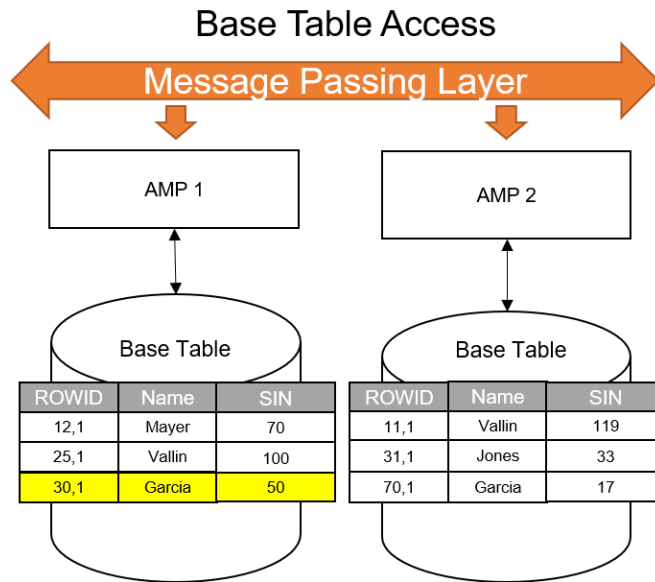 Base Table Access
Message Passing Layer
AMP 1
AMP 2
Base Table
Base Table
ROWID Name SIN
12,1 Mayer 70
25,1 Vallin 100
30,1 Garcia 50
ROWID Name SIN
11,1 Vallin 119
31,1 Jones 33
70,1 Garcia 17